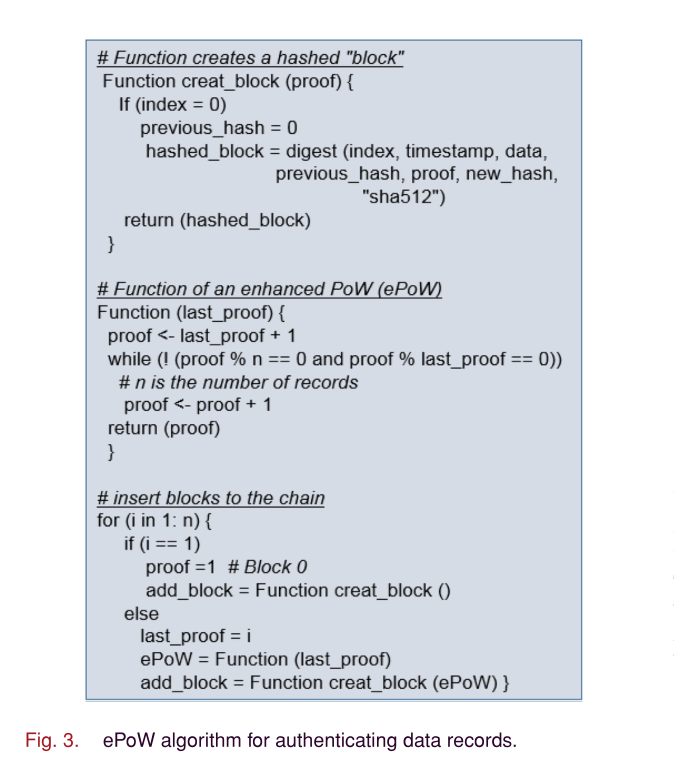 # Function creates a hashed "block"
Function creat_block (proof) {
If (index = 0)
previous_hash = 0
hashed_block = digest (index, timestamp, data,
previous_hash, proof, new_hash,
"sha512")
return (hashed_block)
}
# Function of an enhanced PoW (ePoW)
Function (last_proof) {
proof <- last_proof + 1
while (! (proof % n == 0 and proof % last_proof == 0))
# n is the number of records
proof <- proof + 1
return (proof)
}
# insert blocks to the chain
for (i in 1: n) {
if (i == 1)
proof =1 # Block 0
add_block = Function creat_block ()
else
last_proof = i
ePoW = Function (last_proof)
add_block = Function creat_block (ePoW) }
Fig. 3. ePoW algorithm for authenticating data records.